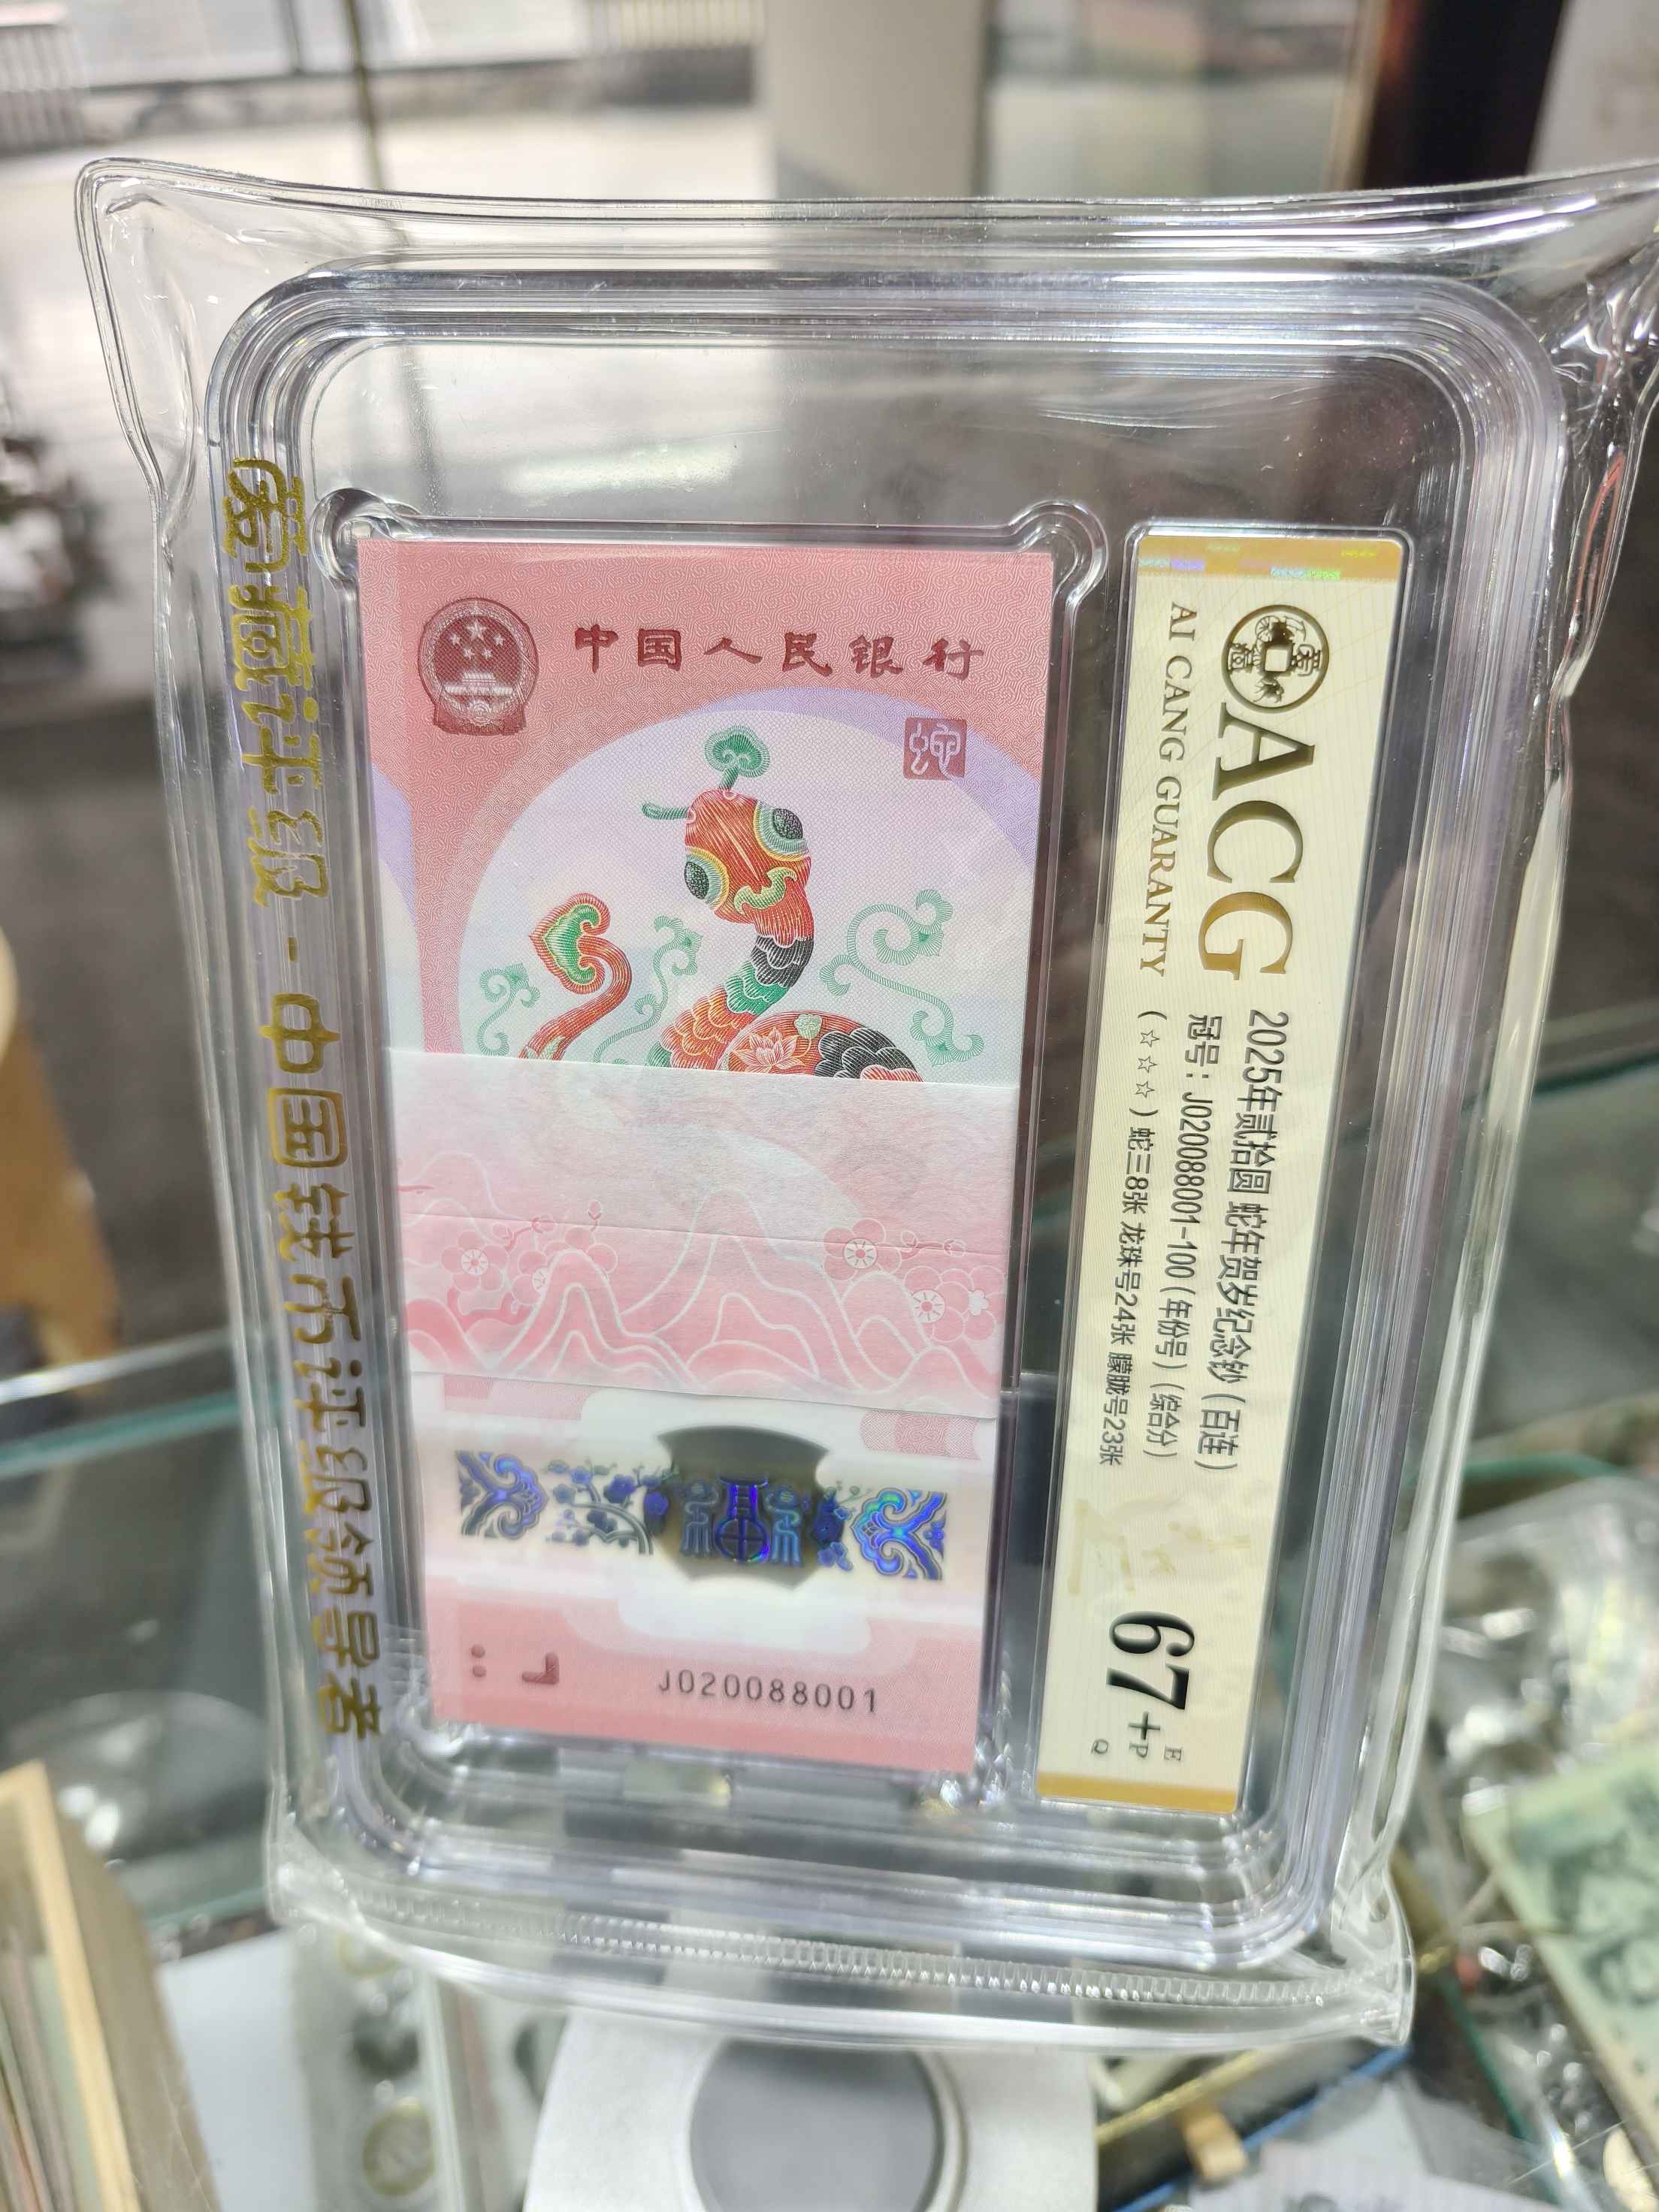 中国人民银行
蛇
J020088001
爱藏评级-中国钱币评级领导者
ACG
AI CANG GUARANTY
2025年贰拾圆 蛇年贺岁纪念钞(百连)
冠号:J020088001-100(年份号)(综合分)
(☆☆☆)蛇三8张 龙珠号24张 朦胧号23张
67+
E
P
Q